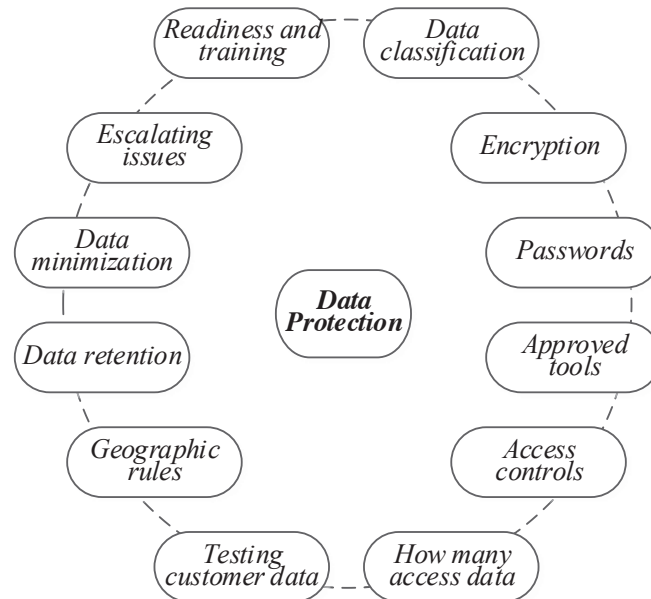 Readiness and
training
Data
classification
Escalating
issues
Encryption
Data
minimization
Passwords
Data
Protection
Data retention
Approved
tools
Geographic
rules
Access
controls
Testing
customer data
How many
access data